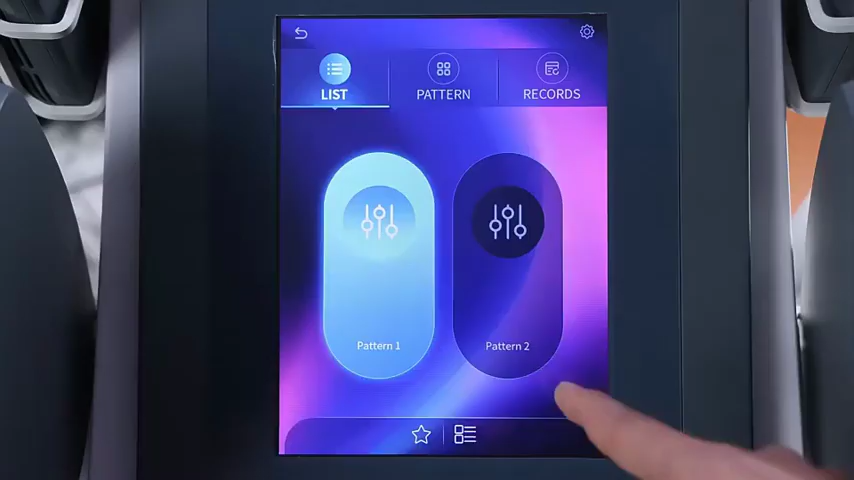 LIST
PATTERN
RECORDS
Pattern 1
Pattern 2